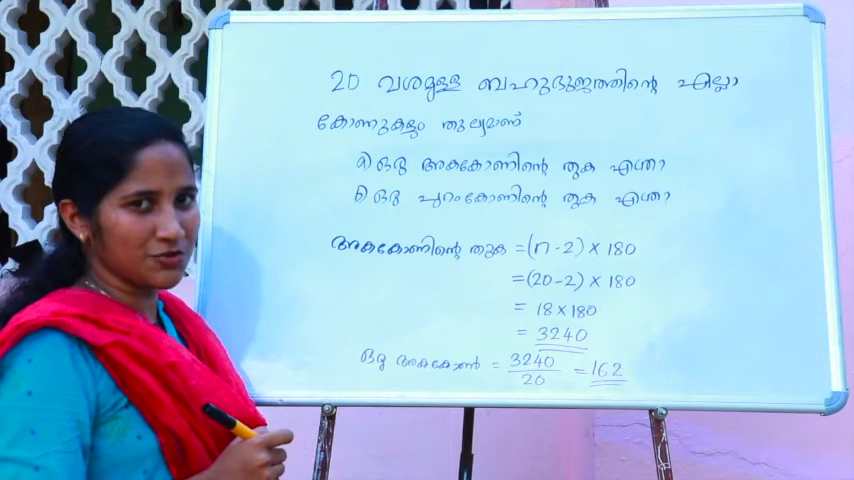 20 വശമുള്ള ബഹുഭുജത്തിന്റെ എല്ലാ
കോണുകളും തുല്യമാണ്
a) ഒരു അകകോണിന്റെ തുക എന്താ?
b) ഒരു പുറംകോണിന്റെ തുക എന്താ?
അകകോണിന്റെ തുക = (n - 2) × 180
= (20 - 2) × 180
= 18 × 180
= 3240
ഒരു അകകോൺ = 3240/20 = 162